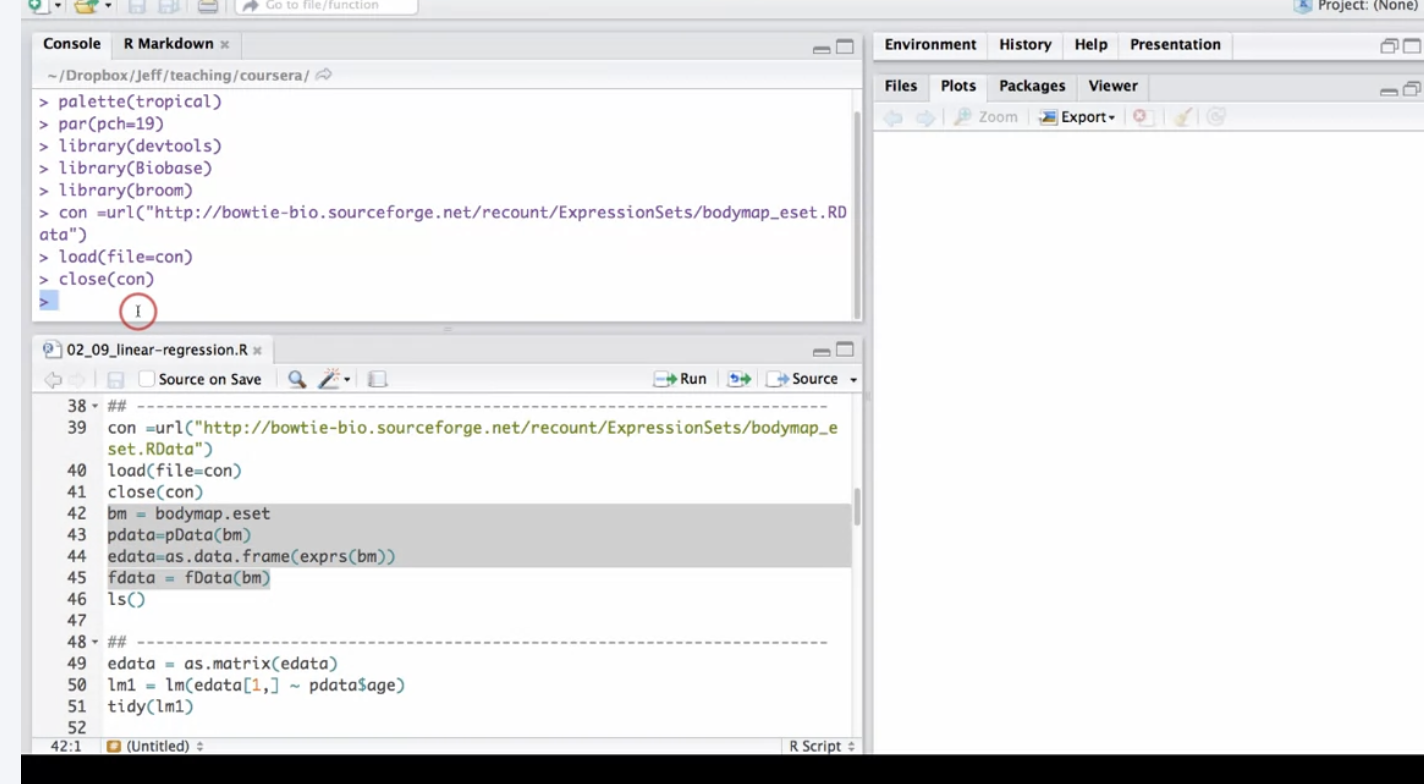 Go to file/function
Project: (None)
Console R Markdown
~/Dropbox/Jeff/teaching/coursera/
> palette(tropical)
> par(pch=19)
> library(devtools)
> library(Biobase)
> library(broom)
> con =url("http://bowtie-bio.sourceforge.net/recount/ExpressionSets/bodymap_eset.RD
ata")
> load(file=con)
> close(con)
>
Environment History Help Presentation
Files Plots Packages Viewer
Zoom Export
02_09_linear-regression.R
Source on Save Run Source
38 ## ------------------------------------------------------------------------
39 con =url("http://bowtie-bio.sourceforge.net/recount/ExpressionSets/bodymap_e
set.RData")
40 load(file=con)
41 close(con)
42 bm = bodymap.eset
43 pdata=pData(bm)
44 edata=as.data.frame(exprs(bm))
45 fdata = fData(bm)
46 ls()
47
48 ## ------------------------------------------------------------------------
49 edata = as.matrix(edata)
50 lm1 = lm(edata[1,] ~ pdata$age)
51 tidy(lm1)
52
42:1 (Untitled) R Script